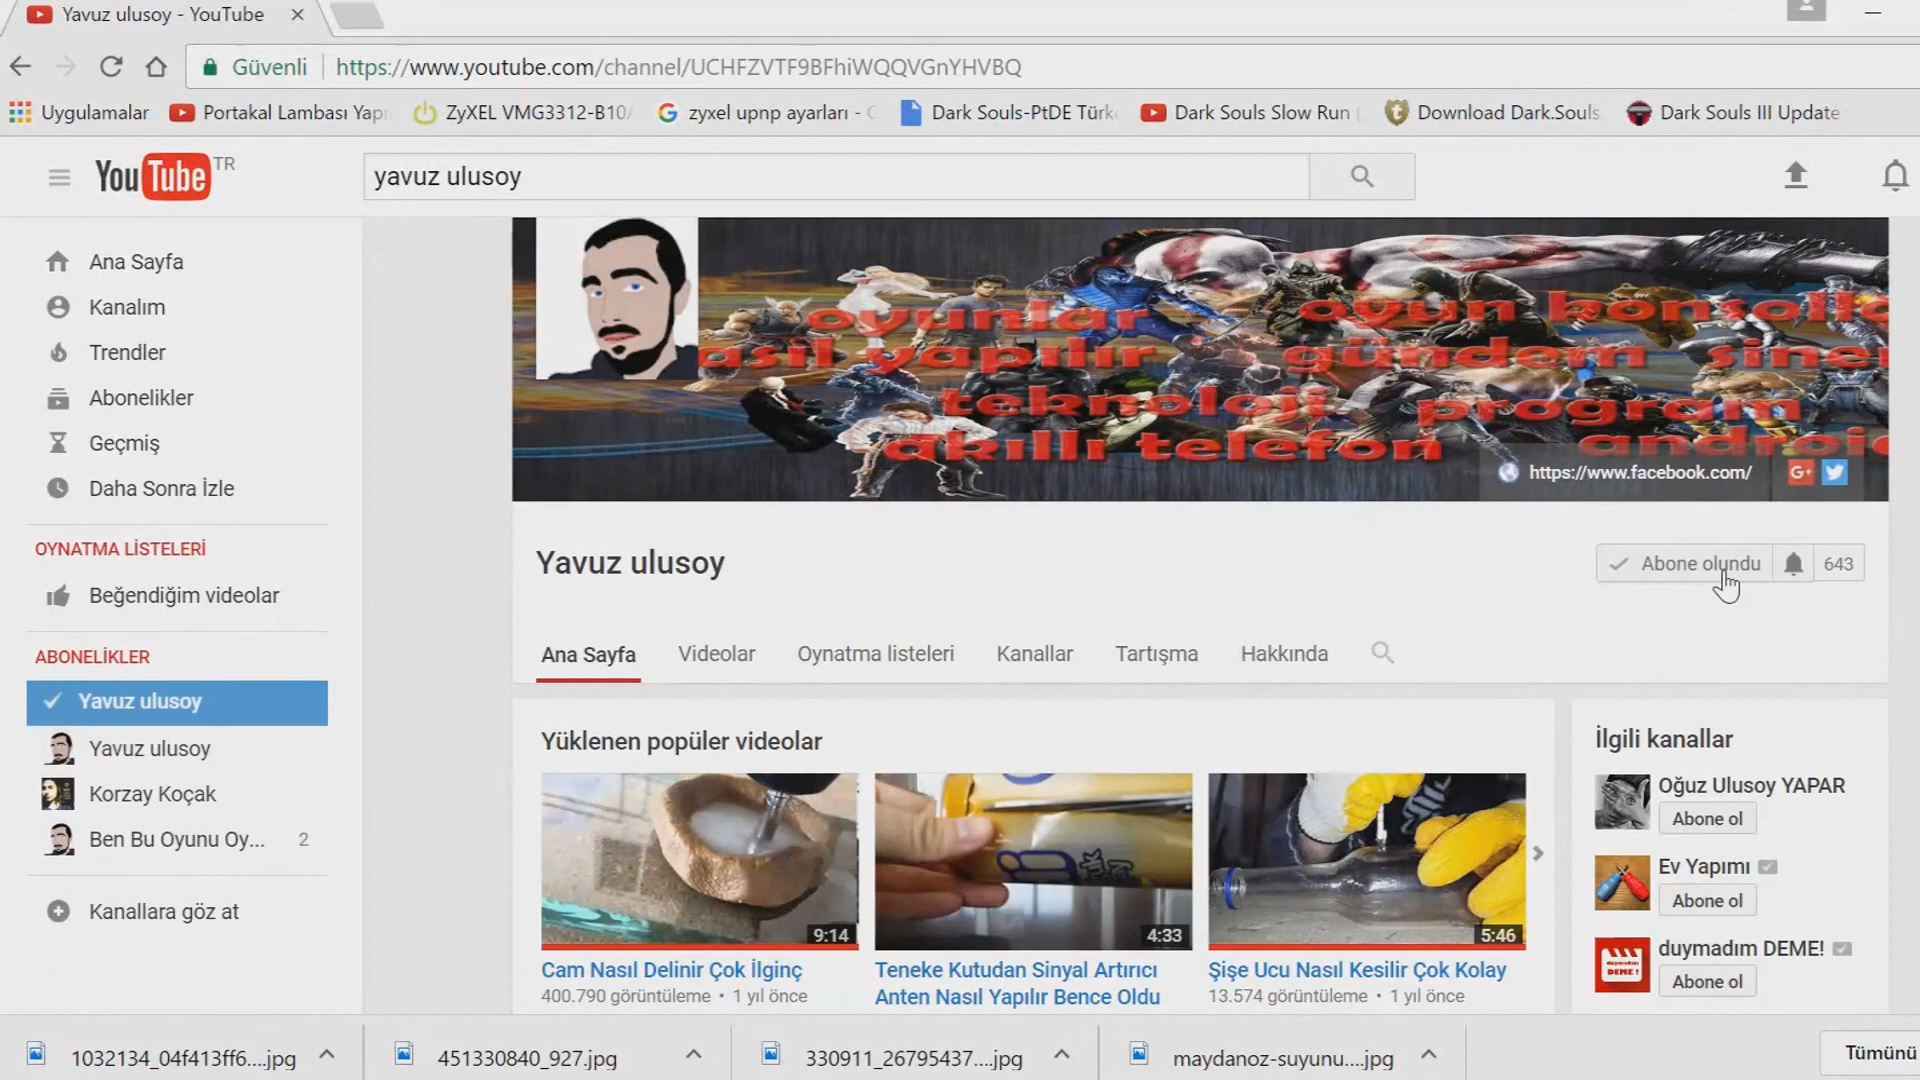 Yavuz ulusoy - YouTube
Güvenli
https://www.youtube.com/channel/UCHFZVTF9BFhiWQQVGnYHVBQ
Uygulamalar
Portakal Lambası Yapı
ZyXEL VMG3312-B10A
zyxel upnp ayarları - G
Dark Souls-PtDE Türk
Dark Souls Slow Run (
Download Dark.Souls.
Dark Souls III Update
YouTube TR
yavuz ulusoy
Ana Sayfa
Kanalım
Trendler
Abonelikler
Geçmiş
Daha Sonra İzle
OYNATMA LİSTELERİ
Beğendiğim videolar
ABONELİKLER
Yavuz ulusoy
Yavuz ulusoy
Korzay Koçak
Ben Bu Oyunu Oy... 2
Kanallara göz at
oyunlar oyun konsolla
asıl yapılır gündem siner
teknoloji program
akıllı telefon android
https://www.facebook.com/
G+
Yavuz ulusoy
Abone olundu
643
Ana Sayfa
Videolar
Oynatma listeleri
Kanallar
Tartışma
Hakkında
Yüklenen popüler videolar
9:14
Cam Nasıl Delinir Çok İlginç
400.790 görüntüleme • 1 yıl önce
4:33
Teneke Kutudan Sinyal Artırıcı
Anten Nasıl Yapılır Bence Oldu
5:46
Şişe Ucu Nasıl Kesilir Çok Kolay
13.574 görüntüleme • 1 yıl önce
İlgili kanallar
Oğuz Ulusoy YAPAR
Abone ol
Ev Yapımı
Abone ol
duymadım DEME!
Abone ol
duymadım
DEME!
1032134_04f413ff6....jpg
451330840_927.jpg
330911_26795437....jpg
maydanoz-suyunu....jpg
Tümünü